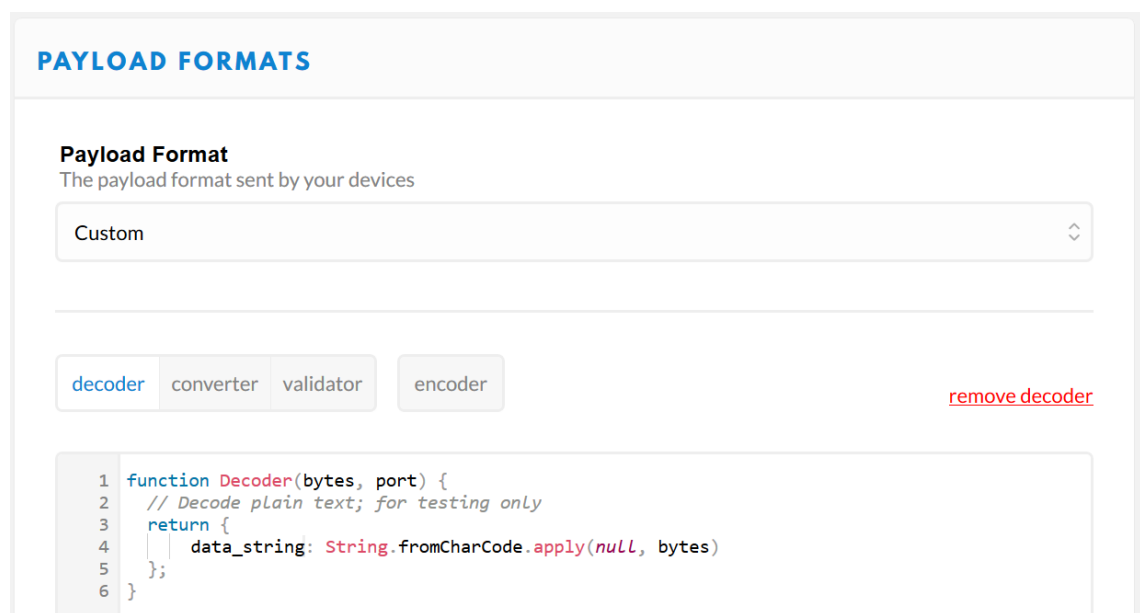 PAYLOAD FORMATS
Payload Format
The payload format sent by your devices
Custom
decoder converter validator encoder
remove decoder
1 function Decoder(bytes, port) {
2 // Decode plain text; for testing only
3 return {
4 data_string: String.fromCharCode.apply(null, bytes)
5 };
6 }